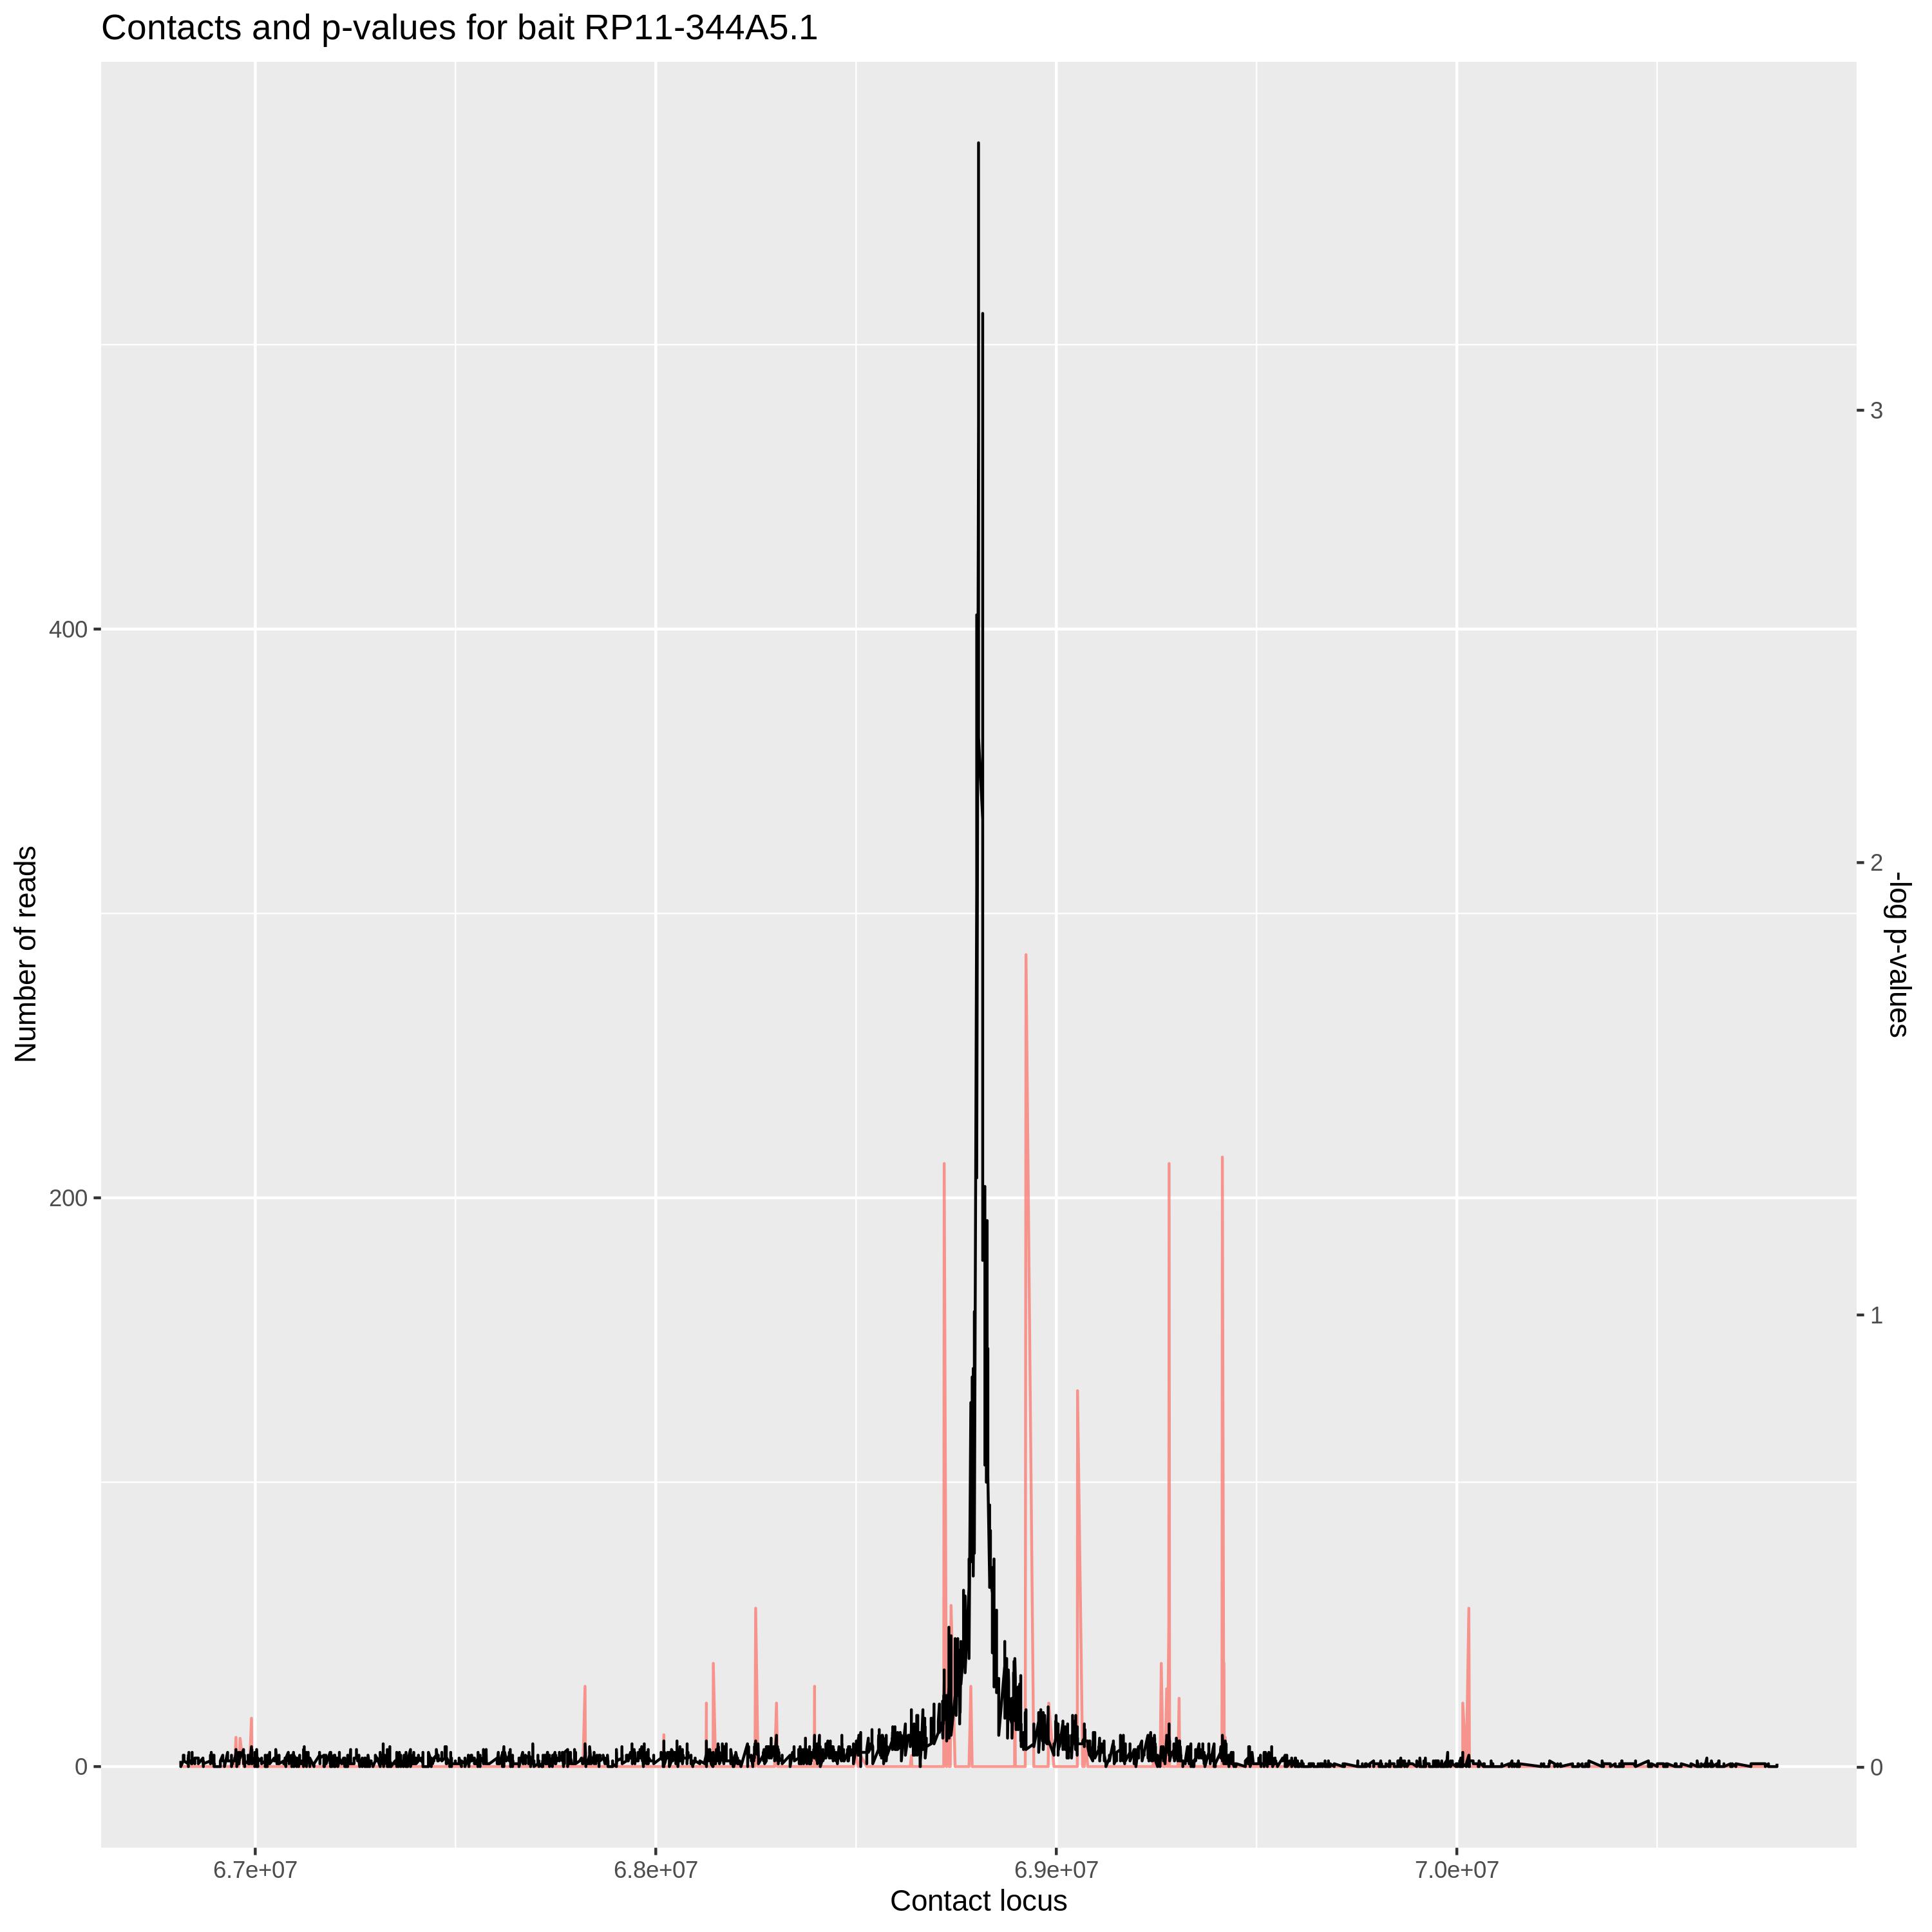 Contacts and p-values for bait RP11-344A5.1
Number of reads
400
200
0
3
2
1
0
-log p-values
6.7e+07 6.8e+07 6.9e+07 7.0e+07
Contact locus